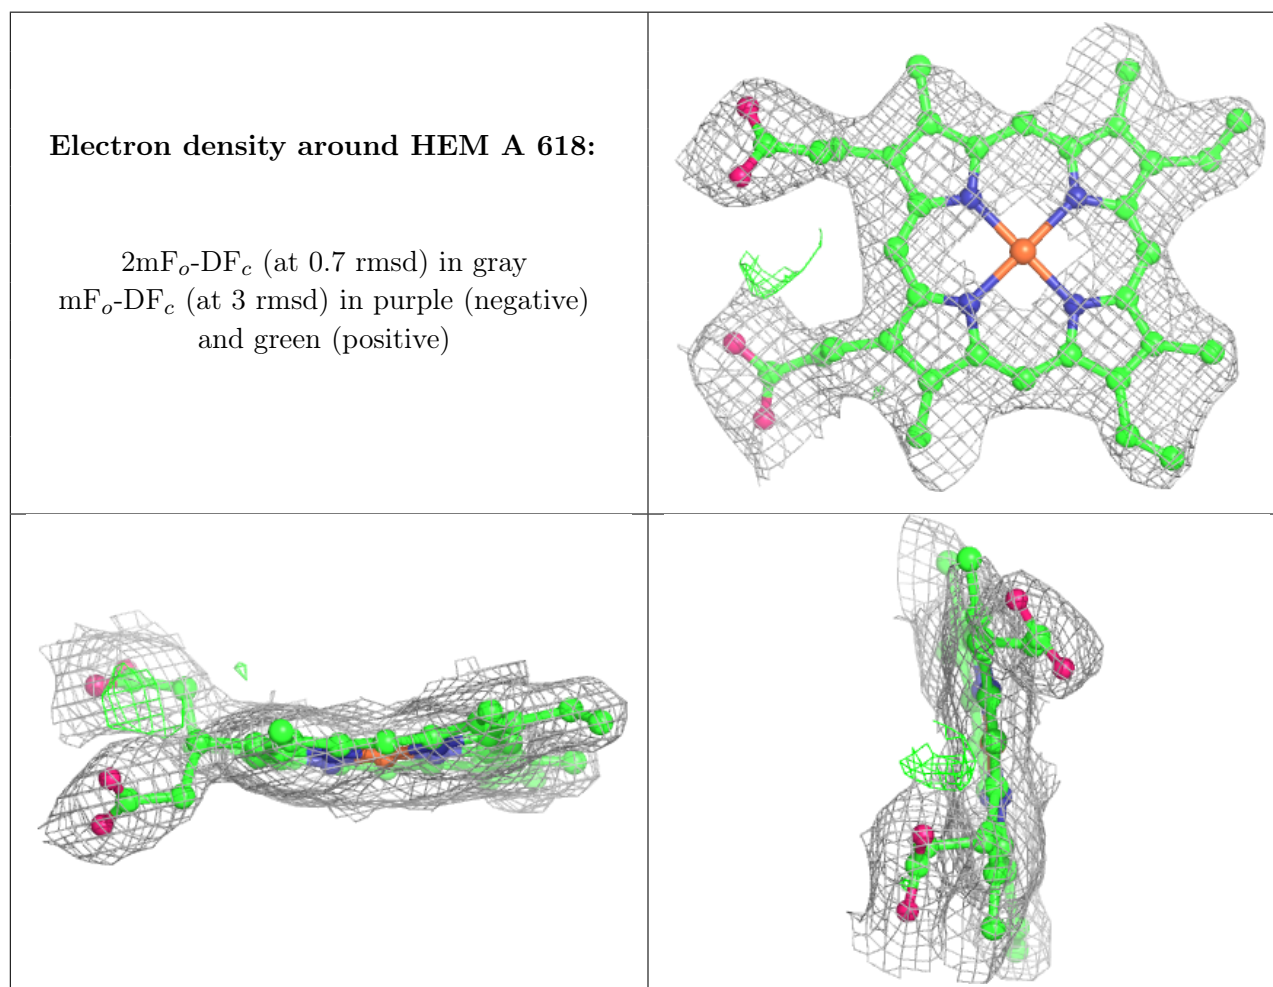 Electron density around HEM A 618:
2mFo-DFc (at 0.7 rmsd) in gray
mFo-DFc (at 3 rmsd) in purple (negative)
and green (positive)